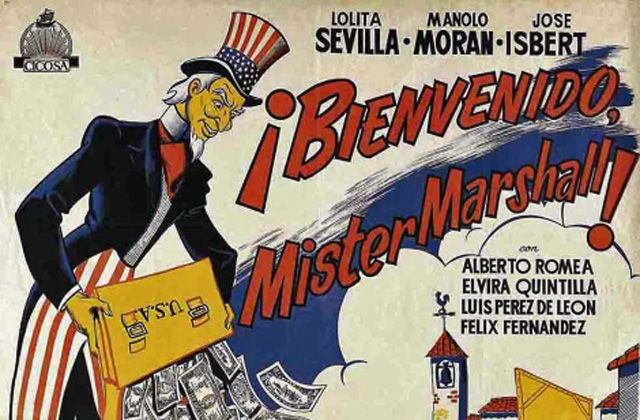 CICOSA
LOLITA MANOLO JOSE
SEVILLA · MORAN · ISBERT
¡BIENVENIDO,
Mister Marshall!
con
ALBERTO ROMEA
ELVIRA QUINTILLA
LUIS PEREZ DE LEON
FELIX FERNANDEZ
U.S.A